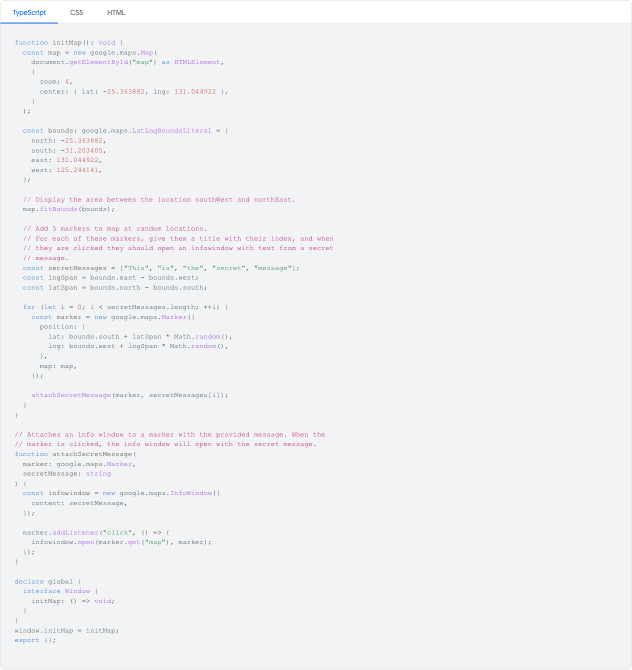 TypeScript CSS HTML
function initMap(): void {
  const map = new google.maps.Map(
    document.getElementById("map") as HTMLElement,
    {
      zoom: 4,
      center: { lat: -25.363882, lng: 131.044922 },
    }
  );

  const bounds: google.maps.LatLngBoundsLiteral = {
    north: -25.363882,
    south: -31.203405,
    east: 131.044922,
    west: 125.244141,
  };

  // Display the area between the location southWest and northEast.
  map.fitBounds(bounds);

  // Add 5 markers to map at random locations.
  // For each of these markers, give them a title with their index, and when
  // they are clicked they should open an infowindow with text from a secret
  // message.
  const secretMessages = ["This", "is", "the", "secret", "message"];
  const lngSpan = bounds.east - bounds.west;
  const latSpan = bounds.north - bounds.south;

  for (let i = 0; i < secretMessages.length; ++i) {
    const marker = new google.maps.Marker({
      position: {
        lat: bounds.south + latSpan * Math.random(),
        lng: bounds.west + lngSpan * Math.random(),
      },
      map: map,
    });

    attachSecretMessage(marker, secretMessages[i]);
  }
}

// Attaches an info window to a marker with the provided message. When the
// marker is clicked, the info window will open with the secret message.
function attachSecretMessage(
  marker: google.maps.Marker,
  secretMessage: string
) {
  const infowindow = new google.maps.InfoWindow({
    content: secretMessage,
  });

  marker.addListener("click", () => {
    infowindow.open(marker.get("map"), marker);
  });
}

declare global {
  interface Window {
    initMap: () => void;
  }
}
window.initMap = initMap;
export {};